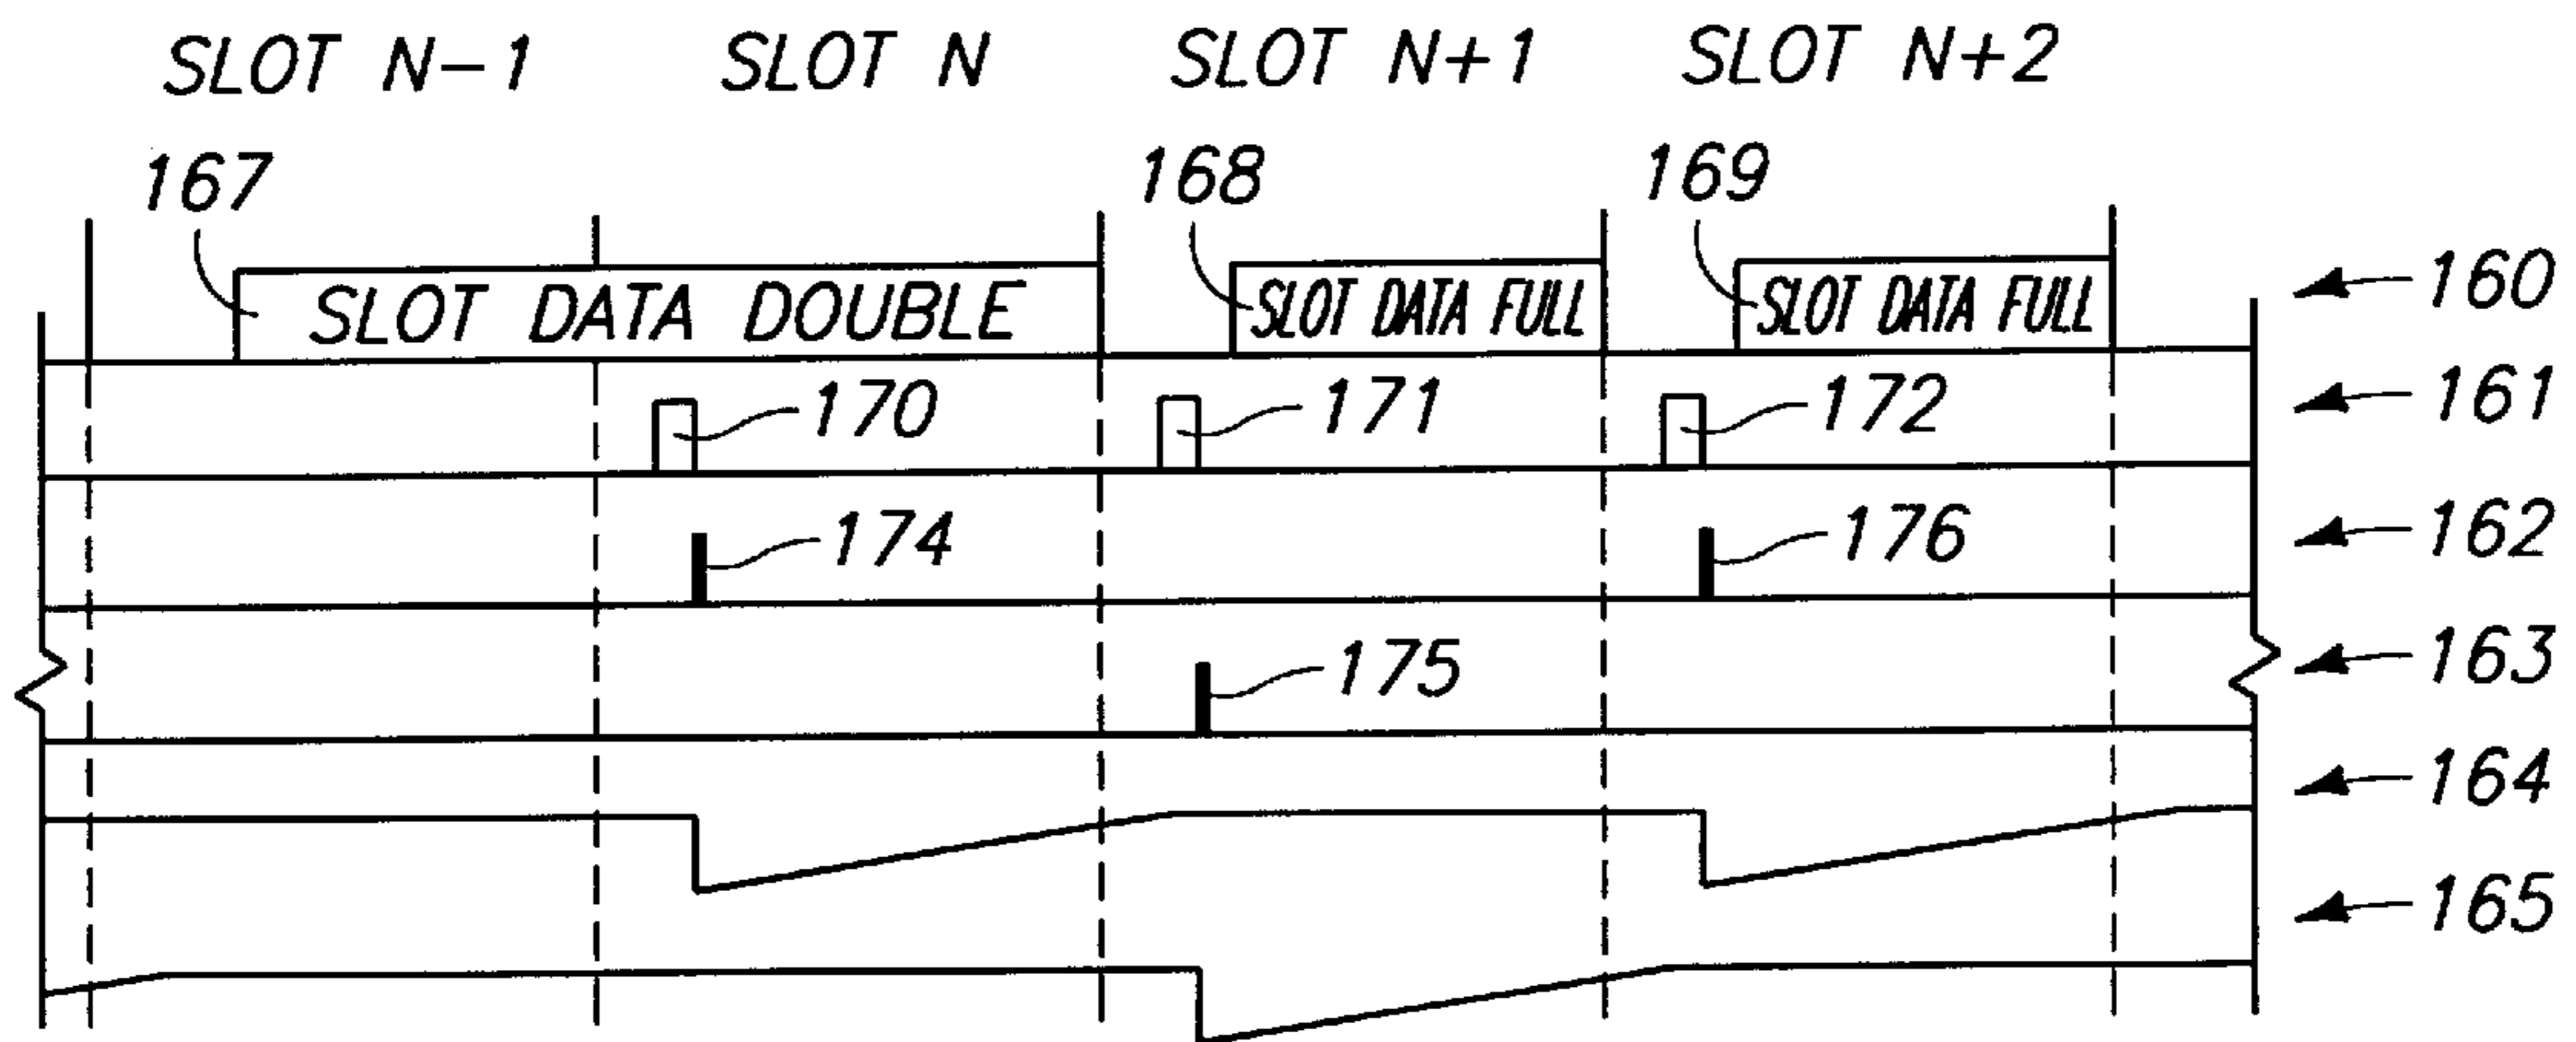 SLOT N-1 SLOT N SLOT N+1 SLOT N+2
167 168 169
SLOT DATA DOUBLE SLOT DATA FULL SLOT DATA FULL 160
170 171 172 161
174 176 162
175 163
164
165